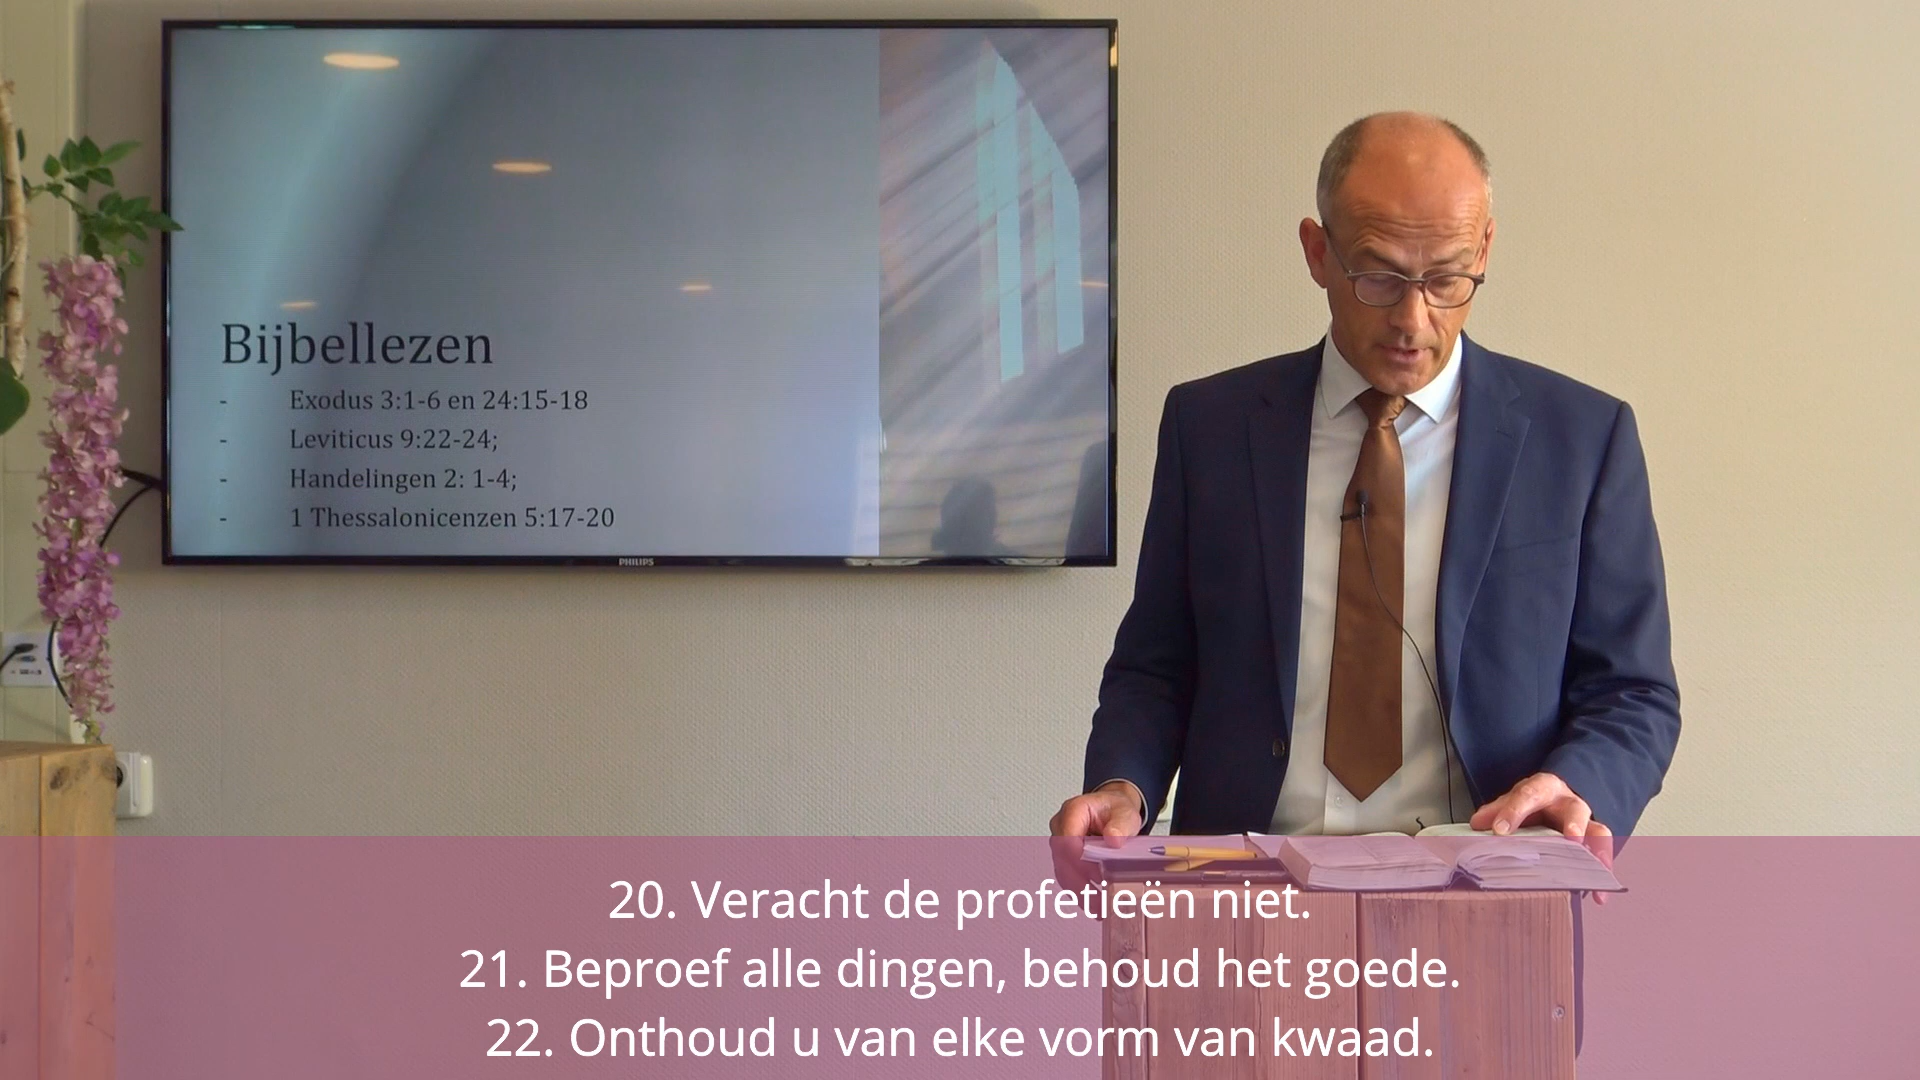 Bijbellezen
- Exodus 3:1-6 en 24:15-18
- Leviticus 9:22-24;
- Handelingen 2: 1-4;
- 1 Thessalonicenzen 5:17-20
PHILIPS
20. Veracht de profetieën niet.
21. Beproef alle dingen, behoud het goede.
22. Onthoud u van elke vorm van kwaad.